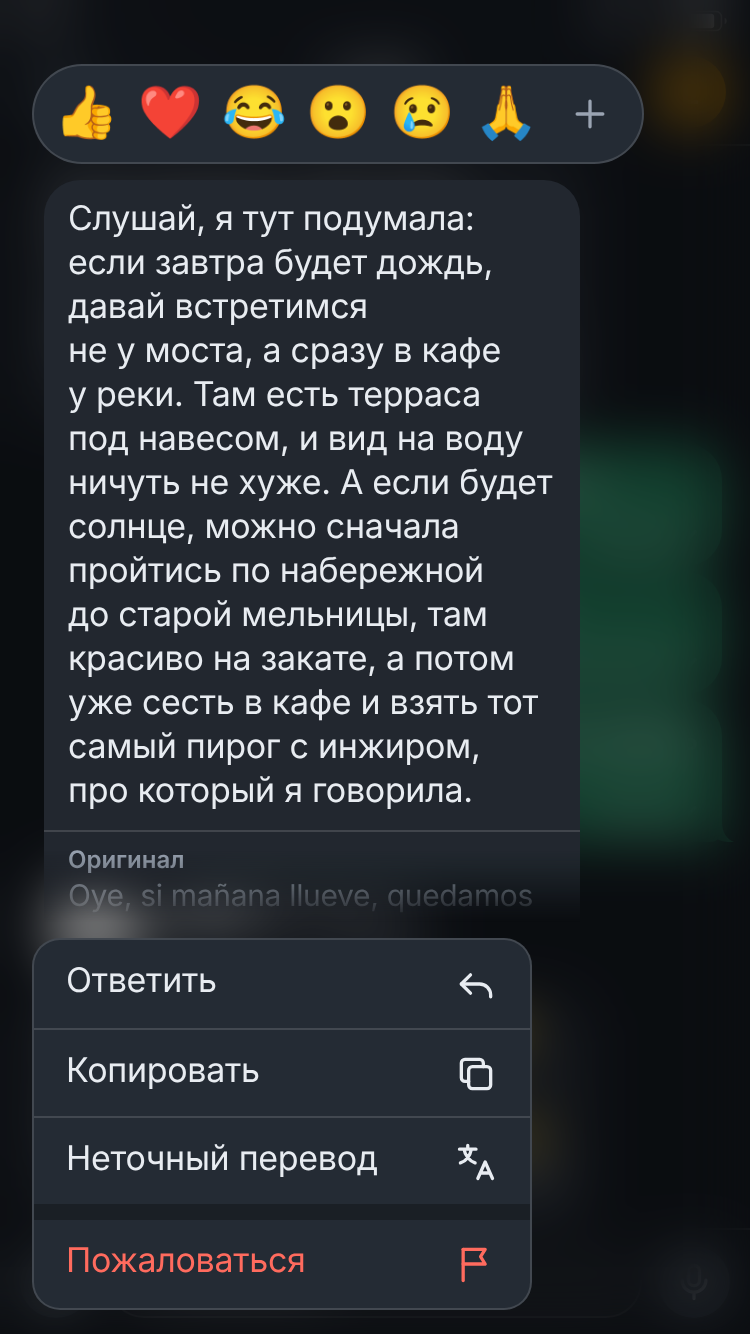 Слушай, я тут подумала:
если завтра будет дождь,
давай встретимся
не у моста, а сразу в кафе
у реки. Там есть терраса
под навесом, и вид на воду
ничуть не хуже. А если будет
солнце, можно сначала
пройтись по набережной
до старой мельницы, там
красиво на закате, а потом
уже сесть в кафе и взять тот
самый пирог с инжиром,
про который я говорила.
Оригинал
Oye, si mañana llueve, quedamos
Ответить
Копировать
Неточный перевод
Пожаловаться